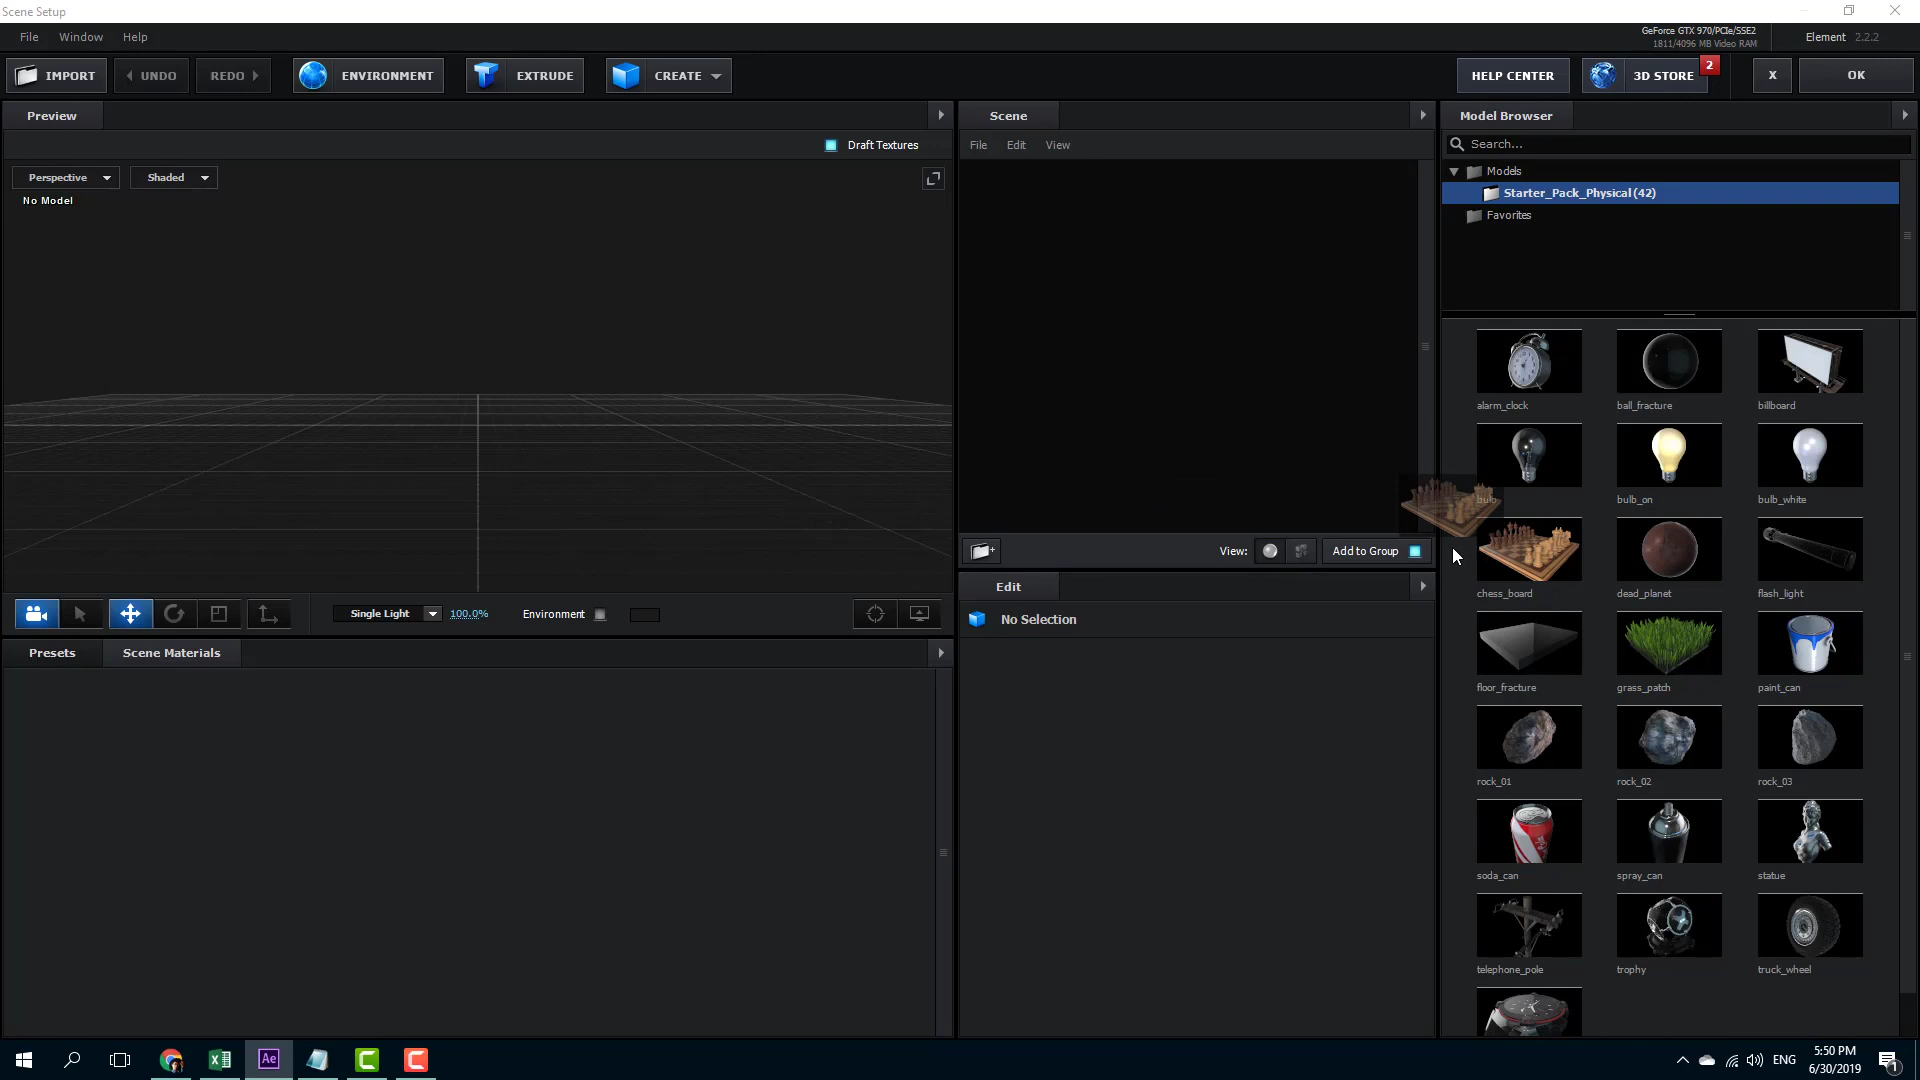 Scene Setup
File Window Help
GeForce GTX 970/PCIe/SSE2
1811/4096 MB Video RAM
Element 2.2.2
IMPORT UNDO REDO ENVIRONMENT EXTRUDE CREATE HELP CENTER 3D STORE 2 X OK
Preview
Draft Textures
Perspective Shaded
No Model
Single Light 100.0% Environment
Presets Scene Materials
Scene
File Edit View
View: Add to Group
Edit
No Selection
Model Browser
Search...
Models
Starter_Pack_Physical (42)
Favorites
alarm_clock ball_fracture billboard
bulb bulb_on bulb_white
chess_board dead_planet flash_light
floor_fracture grass_patch paint_can
rock_01 rock_02 rock_03
soda_can spray_can statue
telephone_pole trophy truck_wheel
Ae
ENG
5:50 PM
6/30/2019
1